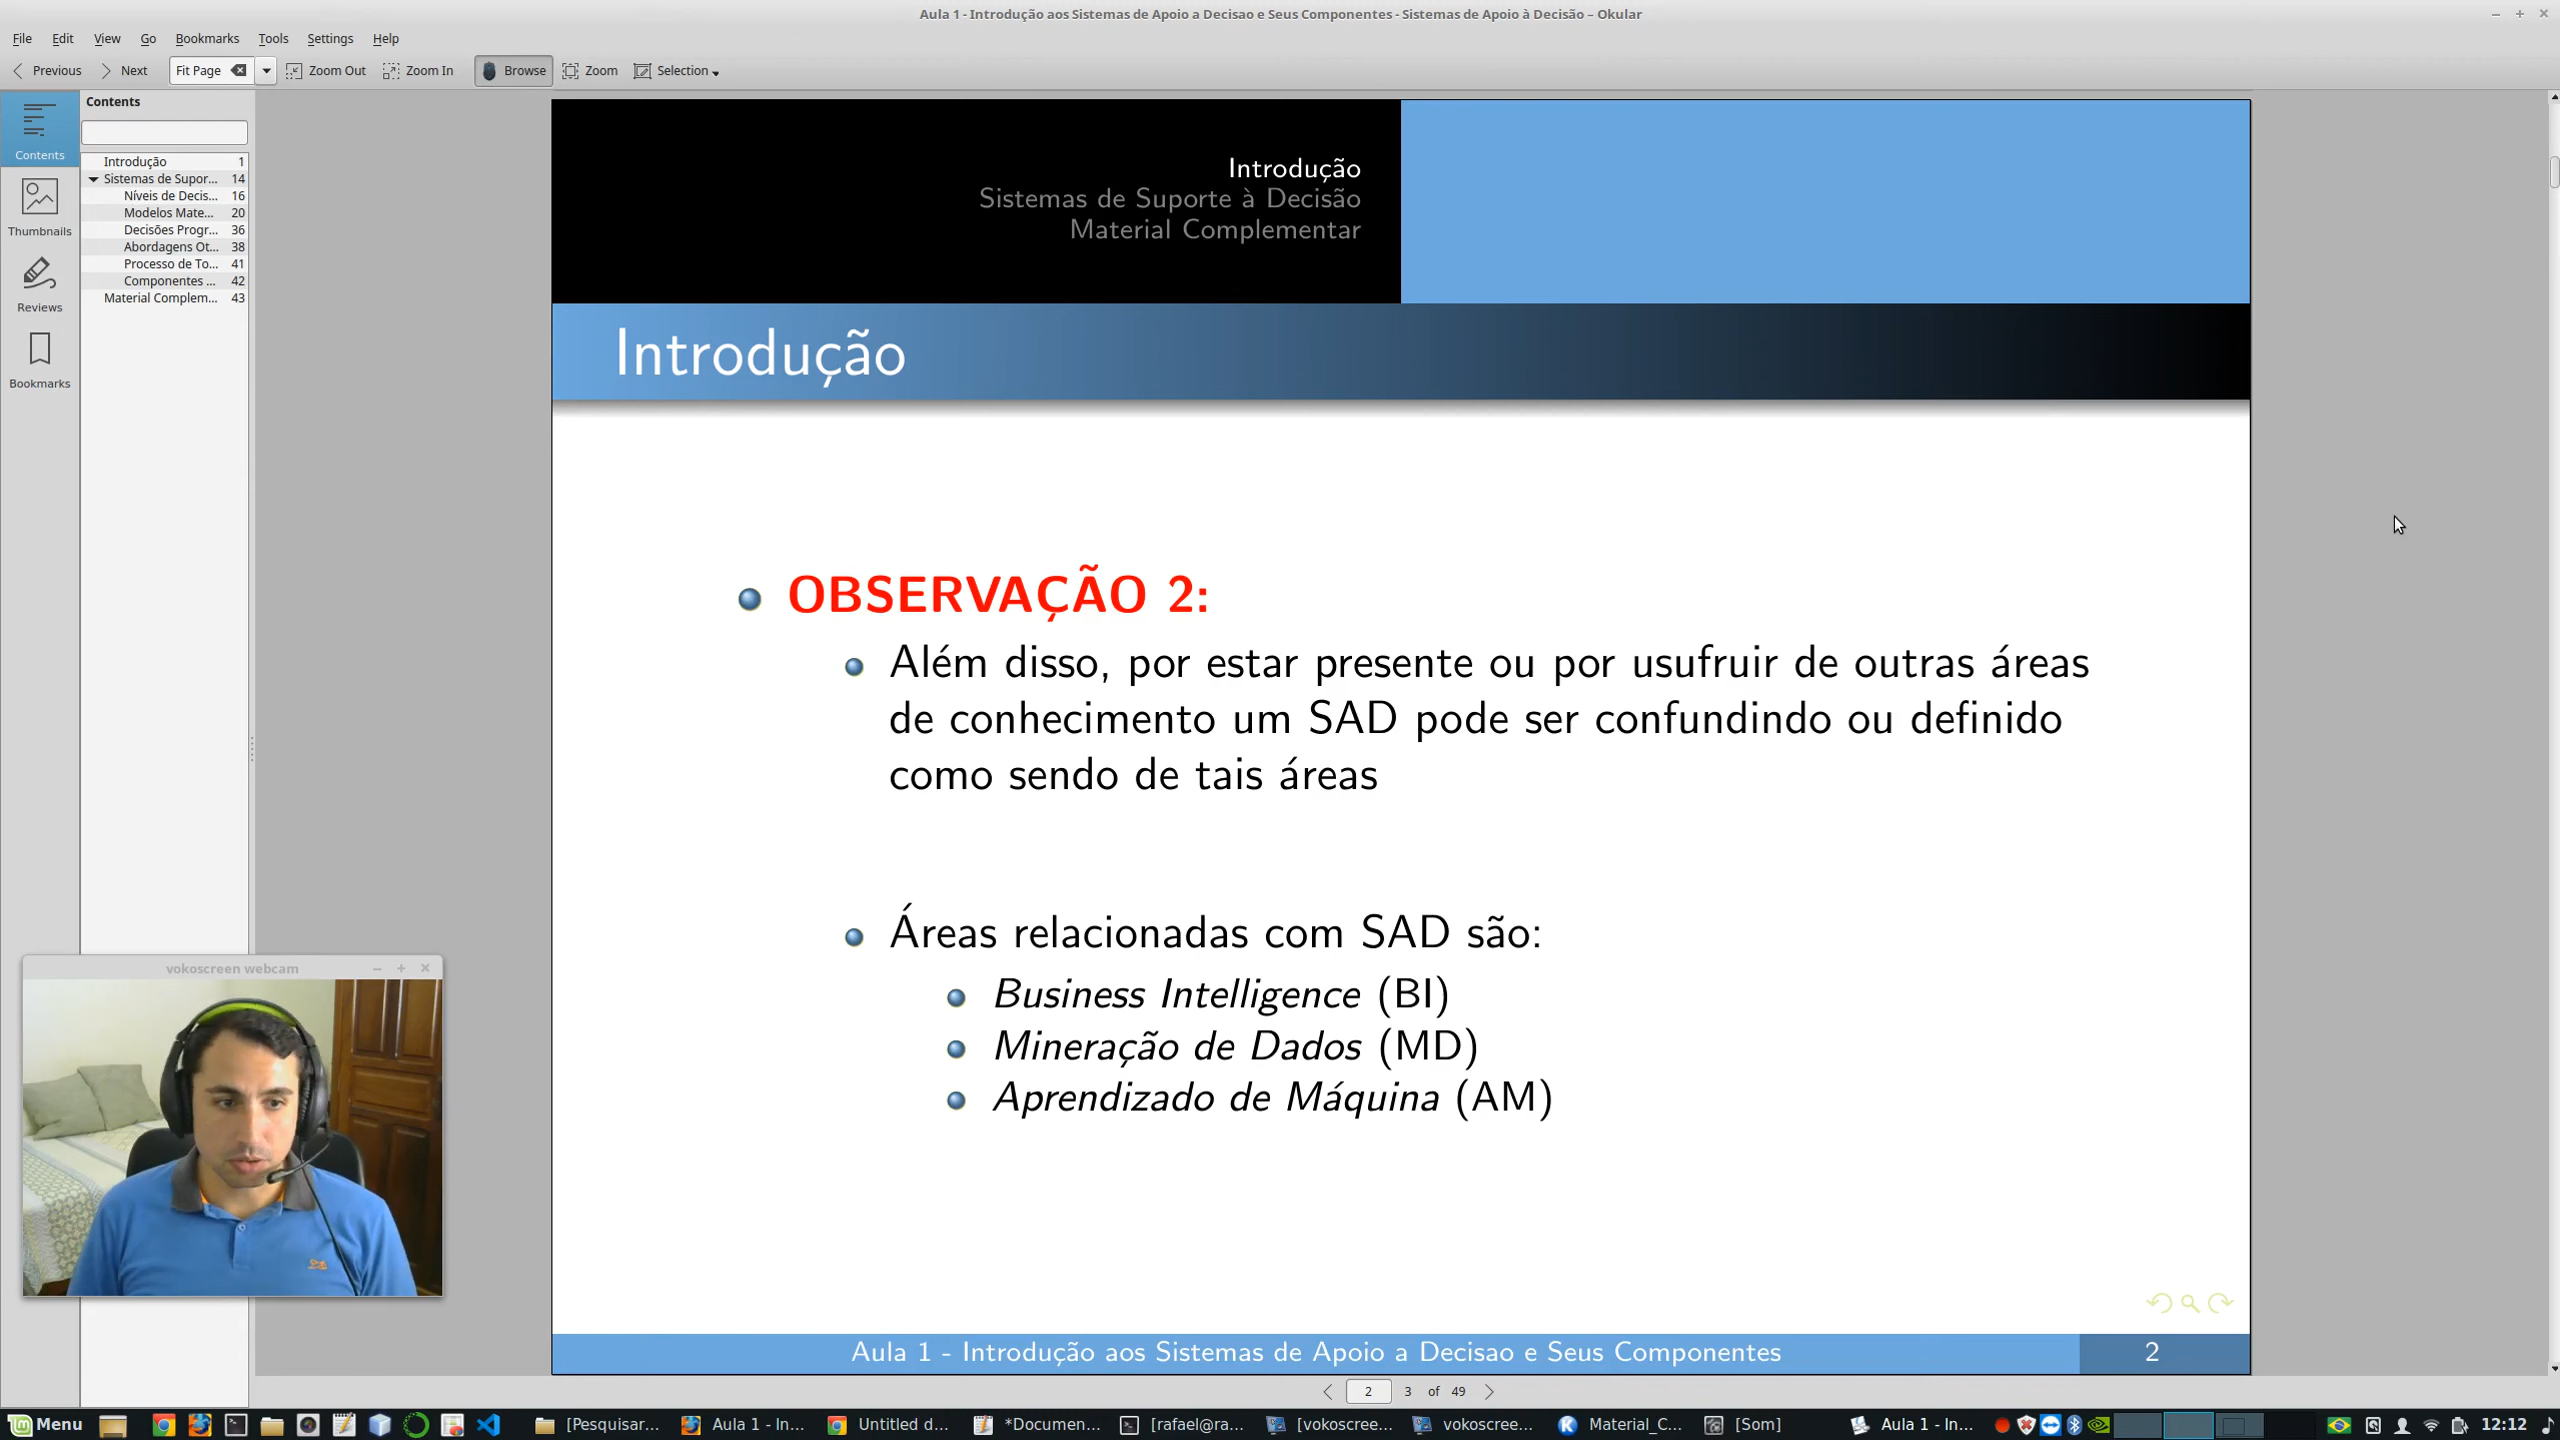 Aula 1 - Introdução aos Sistemas de Apoio a Decisao e Seus Componentes - Sistemas de Apoio à Decisão – Okular
File Edit View Go Bookmarks Tools Settings Help
Previous Next Fit Page Zoom Out Zoom In Browse Zoom Selection
Contents
Contents
Thumbnails
Reviews
Bookmarks
Introdução 1
Sistemas de Supor... 14
Níveis de Decis... 16
Modelos Mate... 20
Decisões Progr... 36
Abordagens Ot... 38
Processo de To... 41
Componentes ... 42
Material Complem... 43
Introdução
Sistemas de Suporte à Decisão
Material Complementar
Introdução
OBSERVAÇÃO 2:
Além disso, por estar presente ou por usufruir de outras áreas
de conhecimento um SAD pode ser confundindo ou definido
como sendo de tais áreas
Áreas relacionadas com SAD são:
Business Intelligence (BI)
Mineração de Dados (MD)
Aprendizado de Máquina (AM)
vokoscreen webcam
Aula 1 - Introdução aos Sistemas de Apoio a Decisao e Seus Componentes 2
2 3 of 49
Menu [Pesquisar... Aula 1 - In... Untitled d... *Documen... [rafael@ra... [vokoscree... vokoscree... Material_C... [Som] Aula 1 - In... 12:12